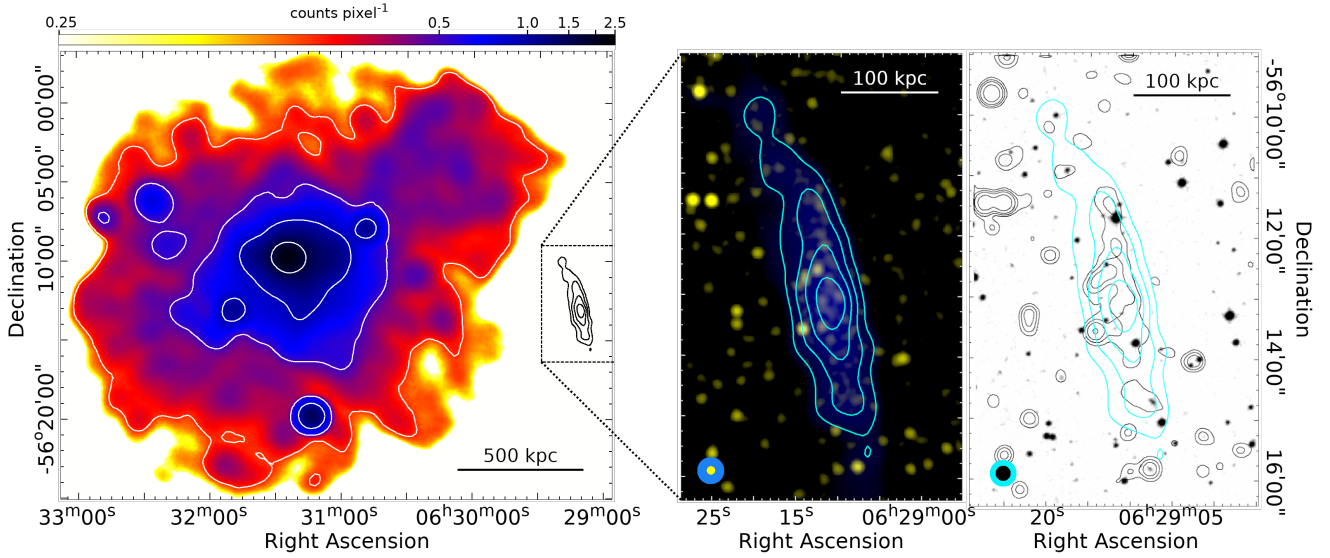 counts pixel-1
0.25 0.5 1.0 1.5 2.5
Declination
00'00"
05'00"
10'00"
-56°20'00"
500 kpc
33m00s 32m00s 31m00s 06h30m00s 29m00s
Right Ascension
100 kpc
25s 15s 06h29m00s
Right Ascension
100 kpc
-56°10'00"
12'00"
14'00"
16'00"
Declination
20s 06h29m05s
Right Ascension